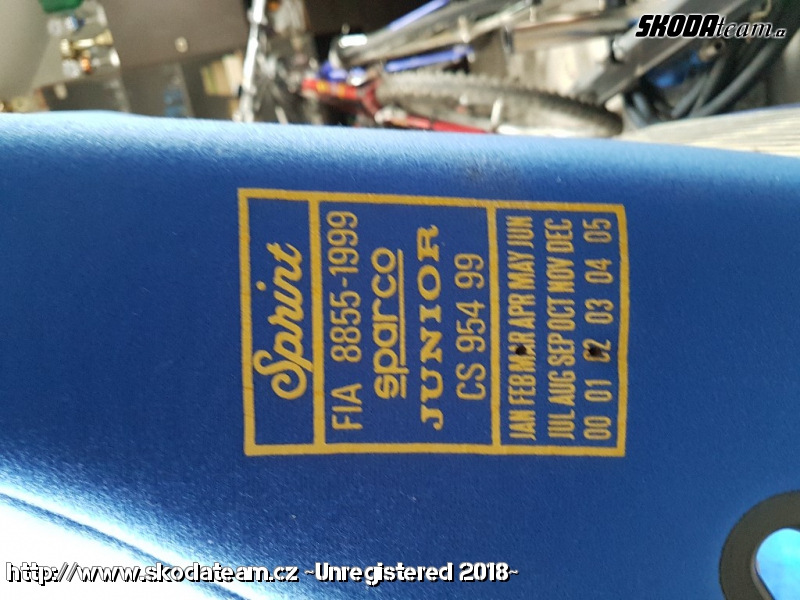 SKODAteam.cz
Sprint
FIA 8855-1999
sparco
JUNIOR
CS 954 99
JAN FEB MAR APR MAY JUN
JUL AUG SEP OCT NOV DEC
00 01 02 03 04 05
http://www.skodateam.cz ~Unregistered 2018~